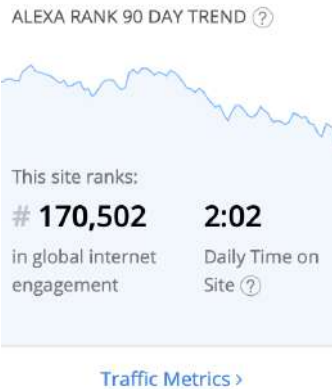 ALEXA RANK 90 DAY TREND ?
This site ranks:
# 170,502 2:02
in global internet Daily Time on
engagement Site ?
Traffic Metrics >